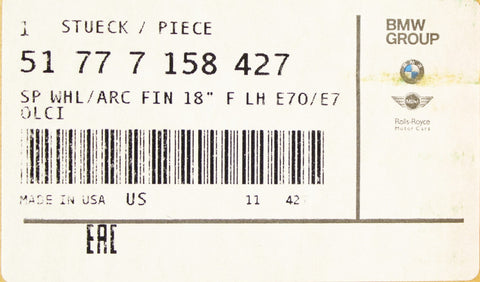 1 STUECK / PIECE
51 77 7 158 427
SP WHL/ARC FIN 18" F LH E70/E7
0LCI
MADE IN USA US 11 42
EAC
BMW
GROUP
MINI
Rolls-Royce
Motor Cars